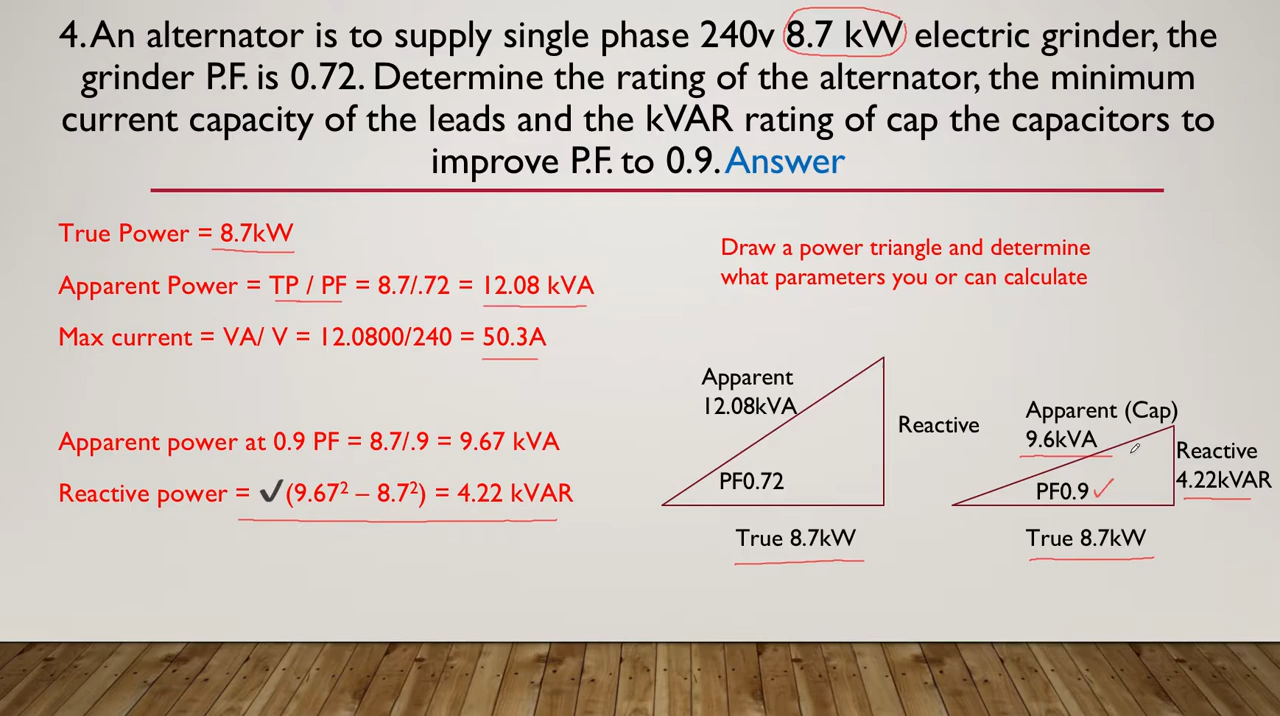 4. An alternator is to supply single phase 240v 8.7 kW electric grinder, the
grinder P.F. is 0.72. Determine the rating of the alternator, the minimum
current capacity of the leads and the kVAR rating of cap the capacitors to
improve P.F. to 0.9. Answer
True Power = 8.7kW
Apparent Power = TP / PF = 8.7/.72 = 12.08 kVA
Max current = VA/ V = 12.0800/240 = 50.3A
Apparent power at 0.9 PF = 8.7/.9 = 9.67 kVA
Reactive power = ✓(9.67² – 8.7²) = 4.22 kVAR
Draw a power triangle and determine
what parameters you or can calculate
Apparent
12.08kVA
Reactive
PF0.72
True 8.7kW
Apparent (Cap)
9.6kVA
Reactive
4.22kVAR
PF0.9
True 8.7kW